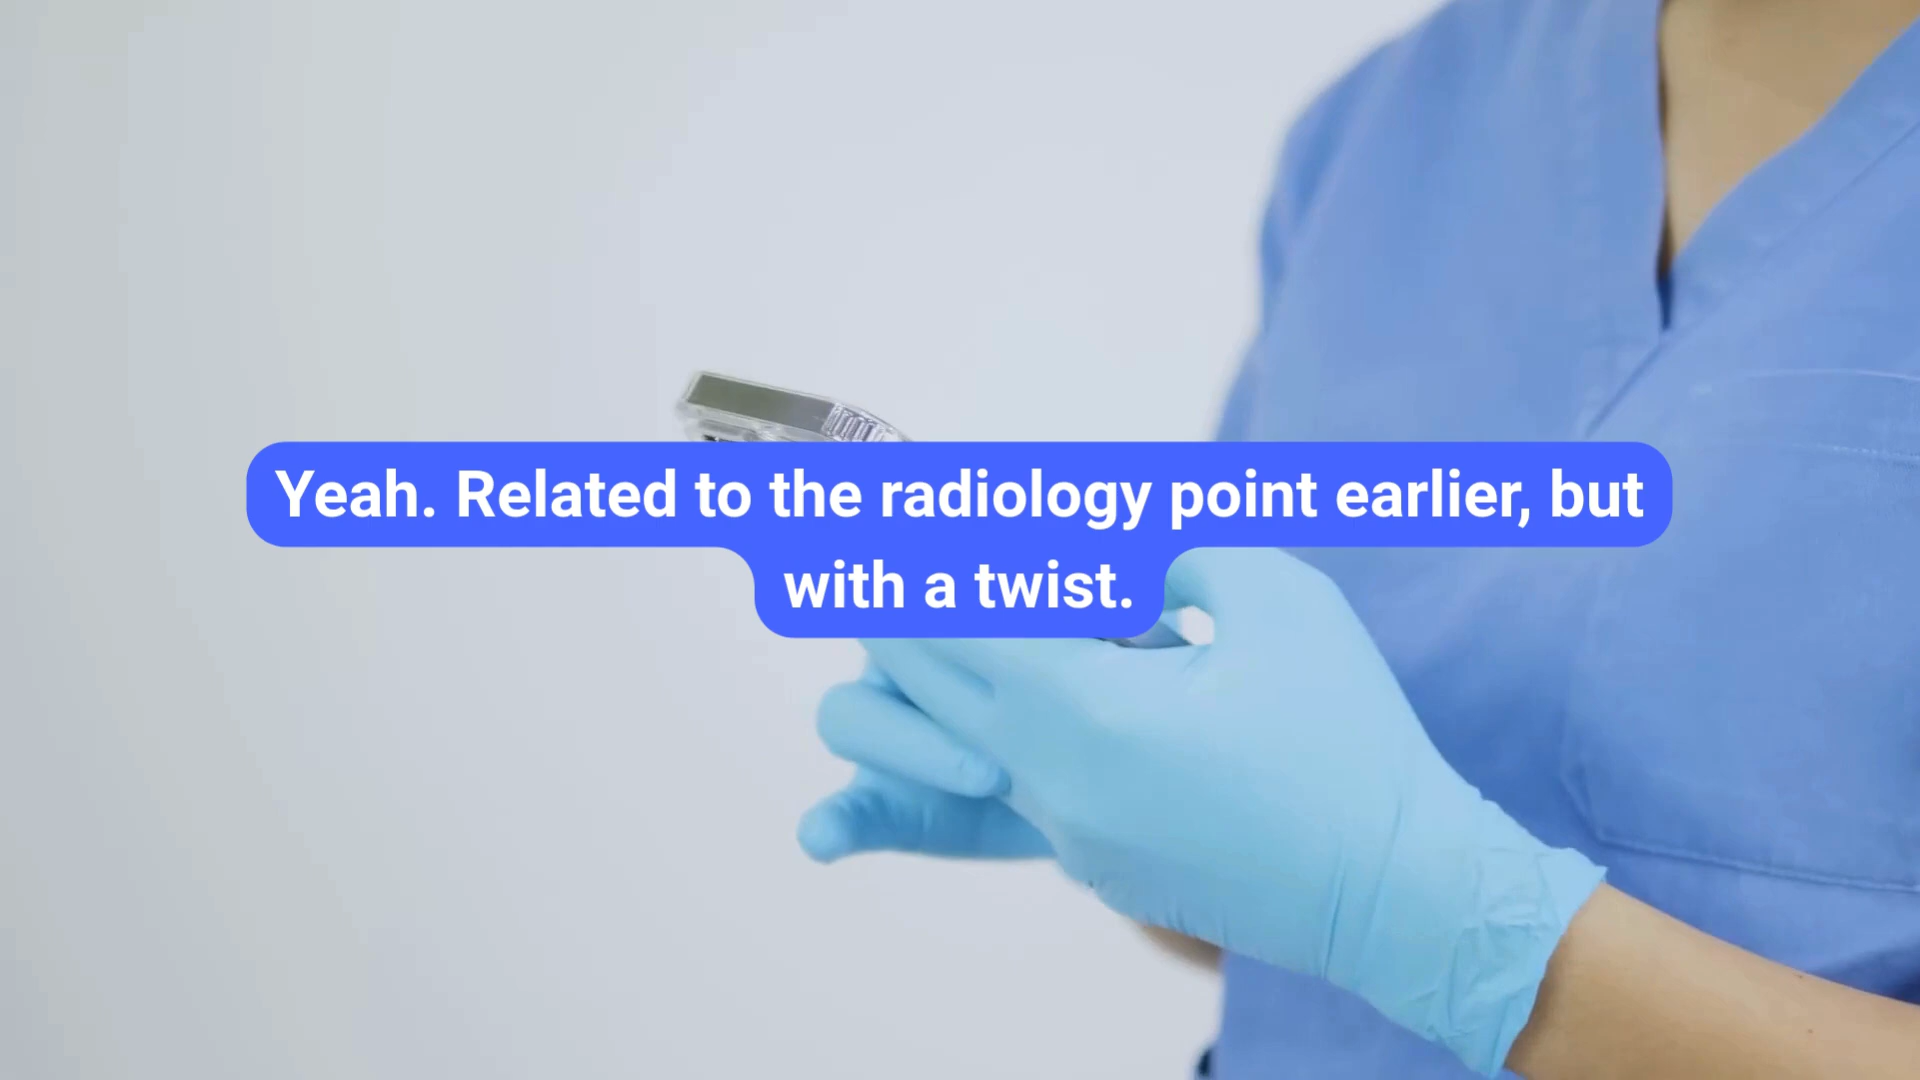 Yeah. Related to the radiology point earlier, but
with a twist.